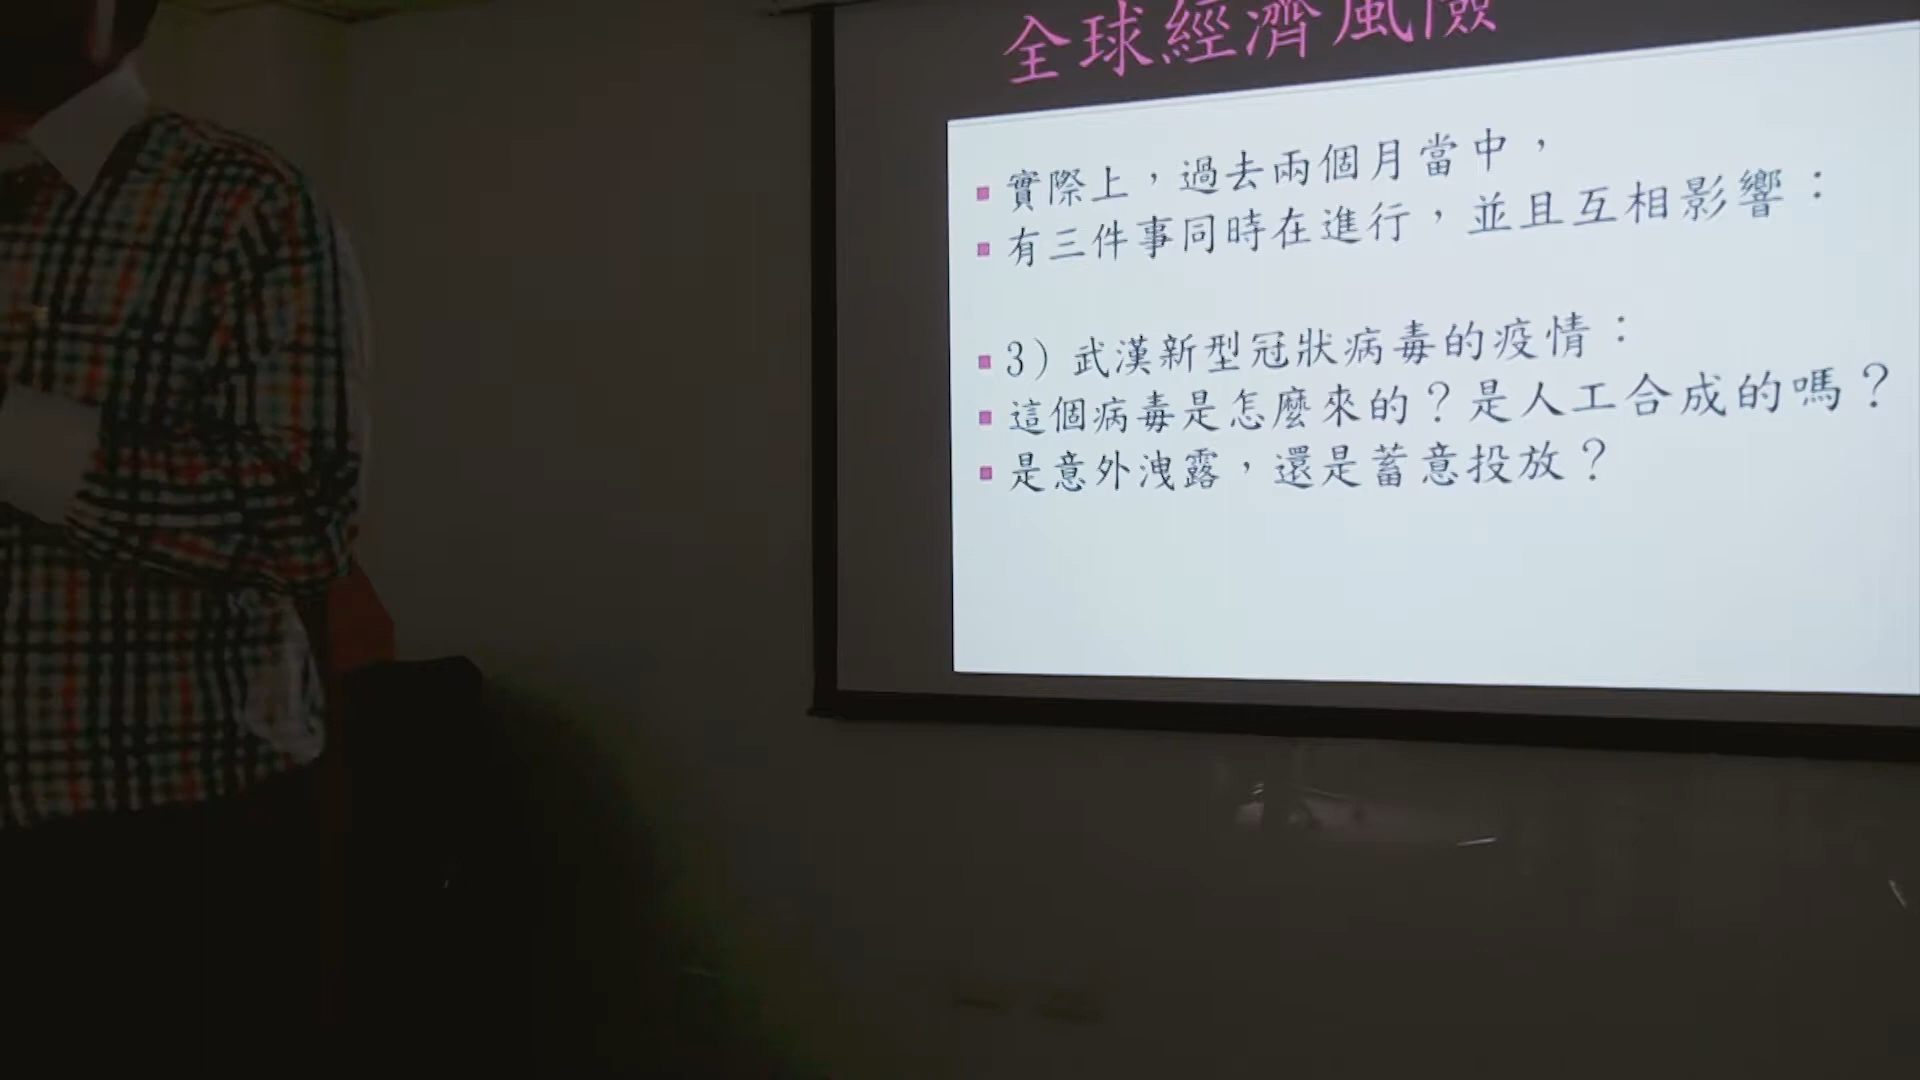 全球經濟風險
實際上，過去兩個月當中，
有三件事同時在進行，並且互相影響：
3）武漢新型冠狀病毒的疫情：
這個病毒是怎麼來的？是人工合成的嗎？
是意外洩露，還是蓄意投放？